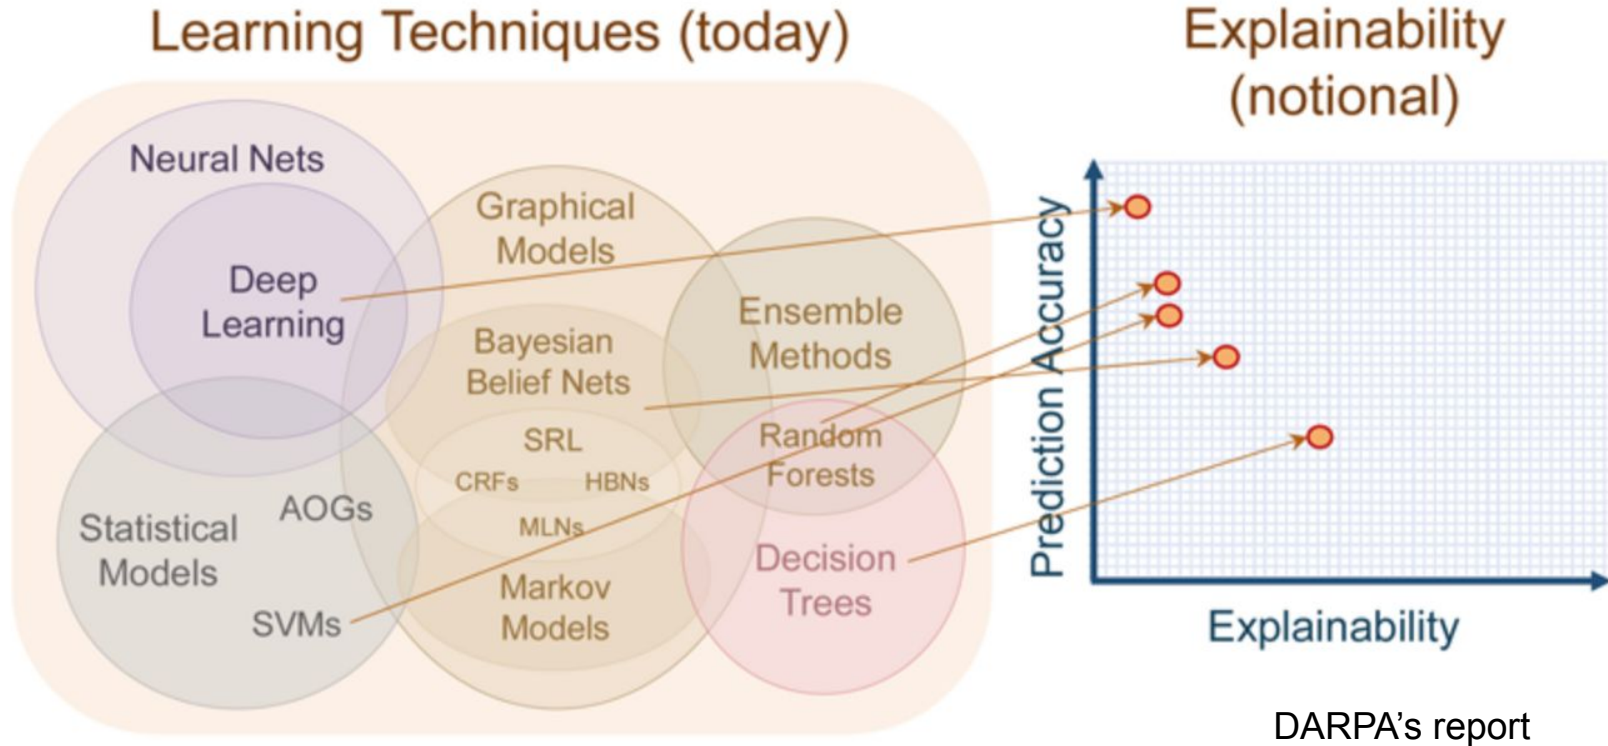 Learning Techniques (today)
Neural Nets
Deep
Learning
Graphical
Models
Bayesian
Belief Nets
SRL
CRFs
HBNs
MLNs
Markov
Models
Ensemble
Methods
Random
Forests
Decision
Trees
AOGs
Statistical
Models
SVMs
Explainability
(notional)
Prediction Accuracy
Explainability
DARPA’s report